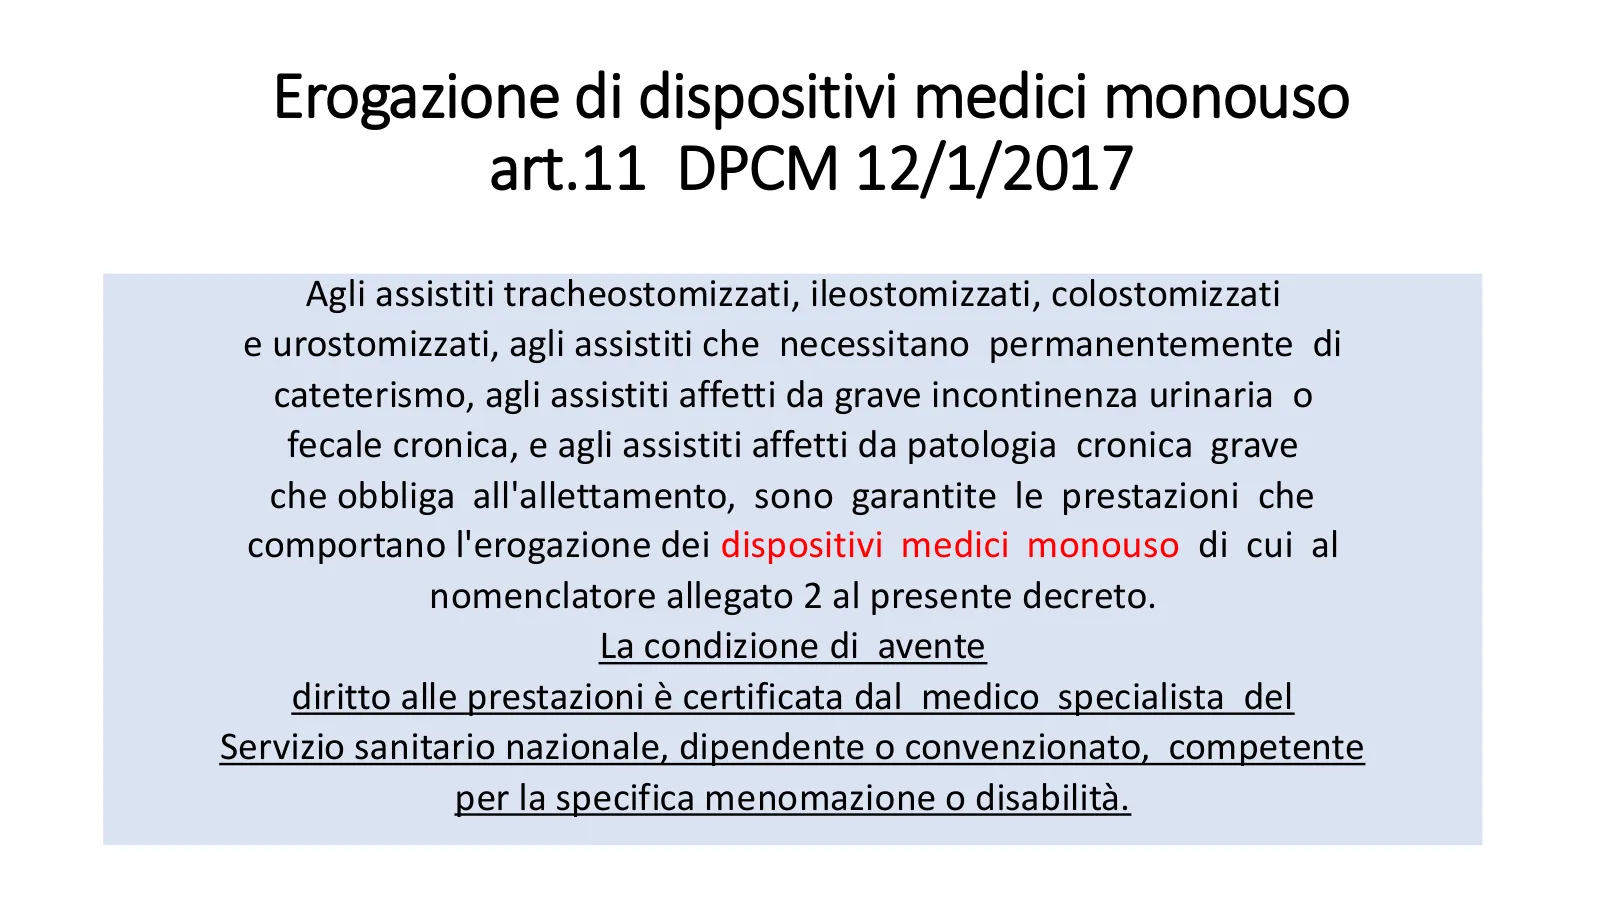 Erogazione di dispositivi medici monouso
art.11  DPCM 12/1/2017
Agli assistiti tracheostomizzati, ileostomizzati, colostomizzati
e urostomizzati, agli assistiti che  necessitano  permanentemente  di
cateterismo, agli assistiti affetti da grave incontinenza urinaria  o
fecale cronica, e agli assistiti affetti da patologia  cronica  grave
che obbliga  all'allettamento,  sono  garantite  le  prestazioni  che
comportano l'erogazione dei dispositivi  medici  monouso  di  cui  al
nomenclatore allegato 2 al presente decreto.
La condizione di  avente
diritto alle prestazioni è certificata dal  medico  specialista  del
Servizio sanitario nazionale, dipendente o convenzionato,  competente
per la specifica menomazione o disabilità.